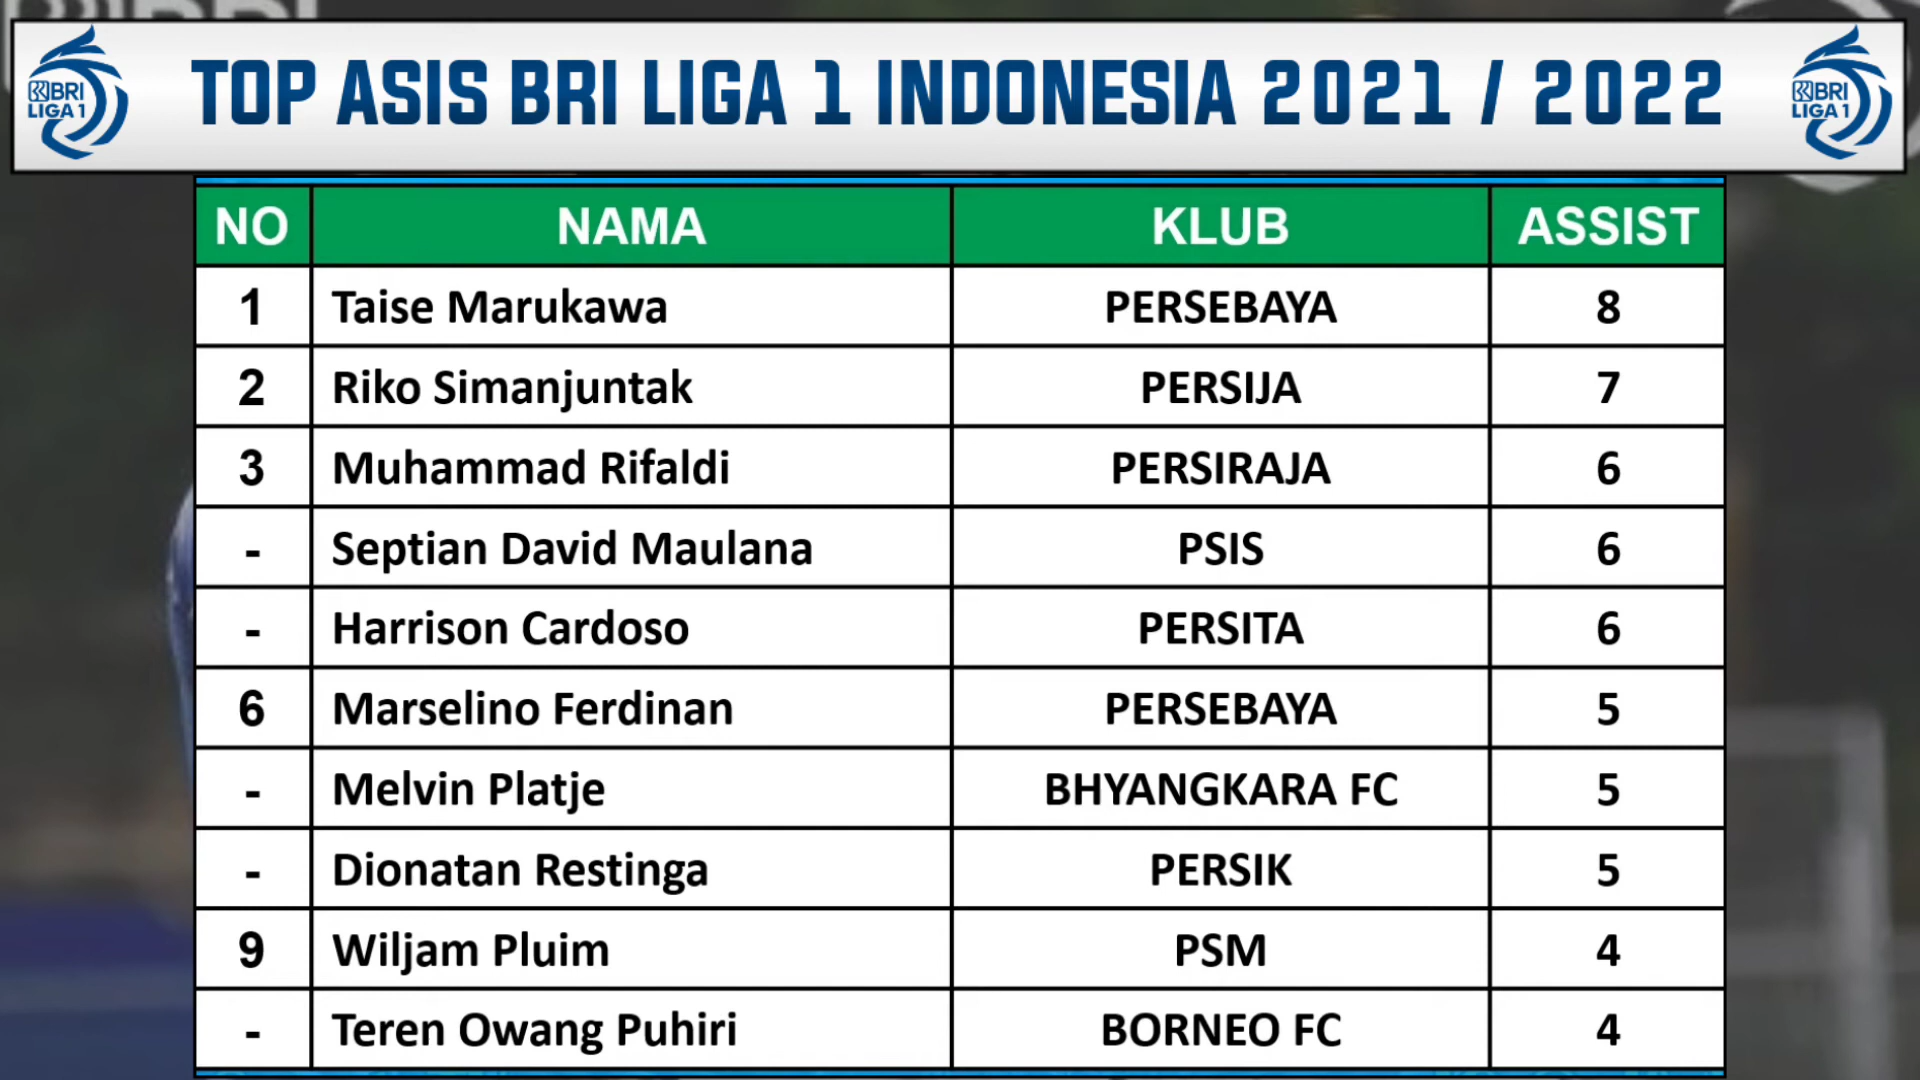 TOP ASIS BRI LIGA 1 INDONESIA 2021 / 2022
BRI
LIGA 1
BRI
LIGA 1
NO NAMA KLUB ASSIST
1 Taise Marukawa PERSEBAYA 8
2 Riko Simanjuntak PERSIJA 7
3 Muhammad Rifaldi PERSIRAJA 6
- Septian David Maulana PSIS 6
- Harrison Cardoso PERSITA 6
6 Marselino Ferdinan PERSEBAYA 5
- Melvin Platje BHYANGKARA FC 5
- Dionatan Restinga PERSIK 5
9 Wiljam Pluim PSM 4
- Teren Owang Puhiri BORNEO FC 4